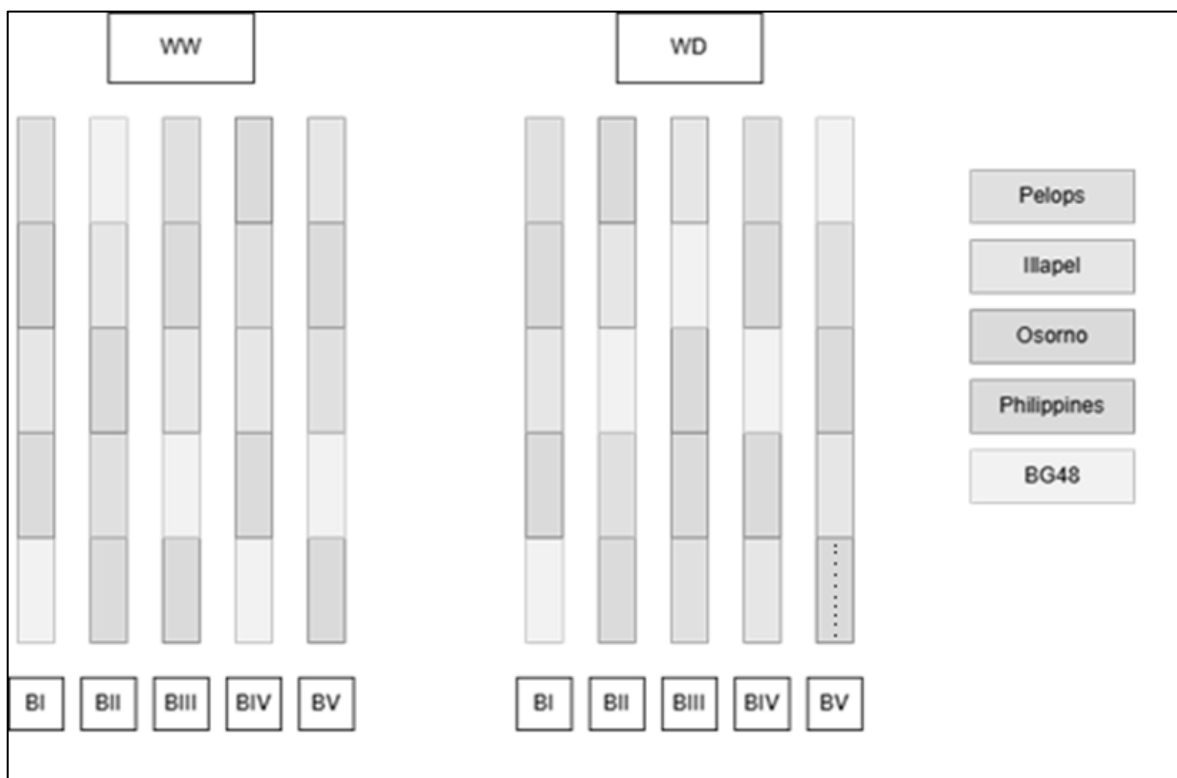 WW
WD
Pelops
Illapel
Osorno
Philippines
BG48
BI
BII
BIII
BIV
BV
BI
BII
BIII
BIV
BV